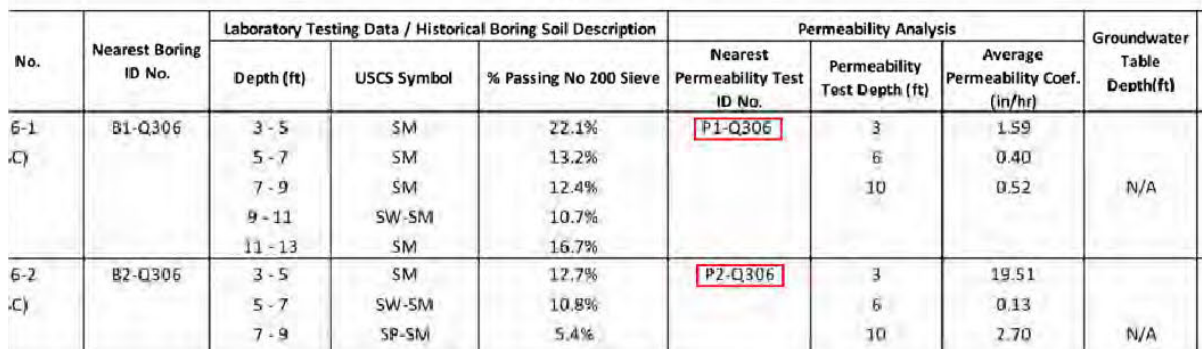 Laboratory Testing Data / Historical Boring Soil Description Permeability Analysis
No. Nearest Boring ID No. Depth (ft) USCS Symbol % Passing No 200 Sieve Nearest Permeability Test ID No. Permeability Test Depth (ft) Average Permeability Coef. (in/hr) Groundwater Table Depth(ft)
6-1 B1-Q306 3 - 5 SM 22.1% P1-Q306 3 1.59
C) 5 - 7 SM 13.2% 6 0.40
7 - 9 SM 12.4% 10 0.52 N/A
9 - 11 SW-SM 10.7%
11 - 13 SM 16.7%
6-2 B2-Q306 3 - 5 SM 12.7% P2-Q306 3 19.51
C) 5 - 7 SW-SM 10.8% 6 0.13
7 - 9 SP-SM 5.4% 10 2.70 N/A